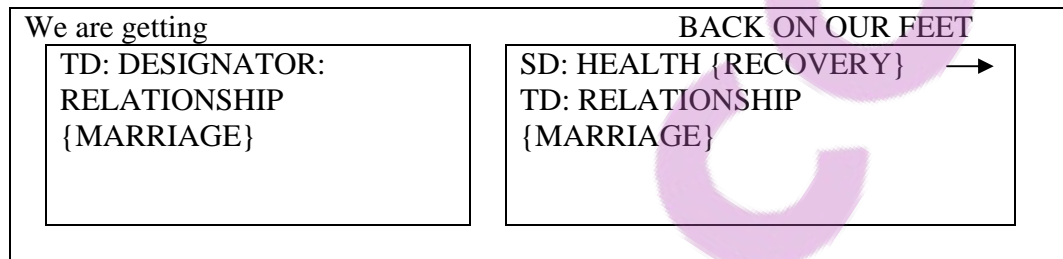 We are getting BACK ON OUR FEET
TD: DESIGNATOR:
RELATIONSHIP
{MARRIAGE}
SD: HEALTH {RECOVERY} →
TD: RELATIONSHIP
{MARRIAGE}